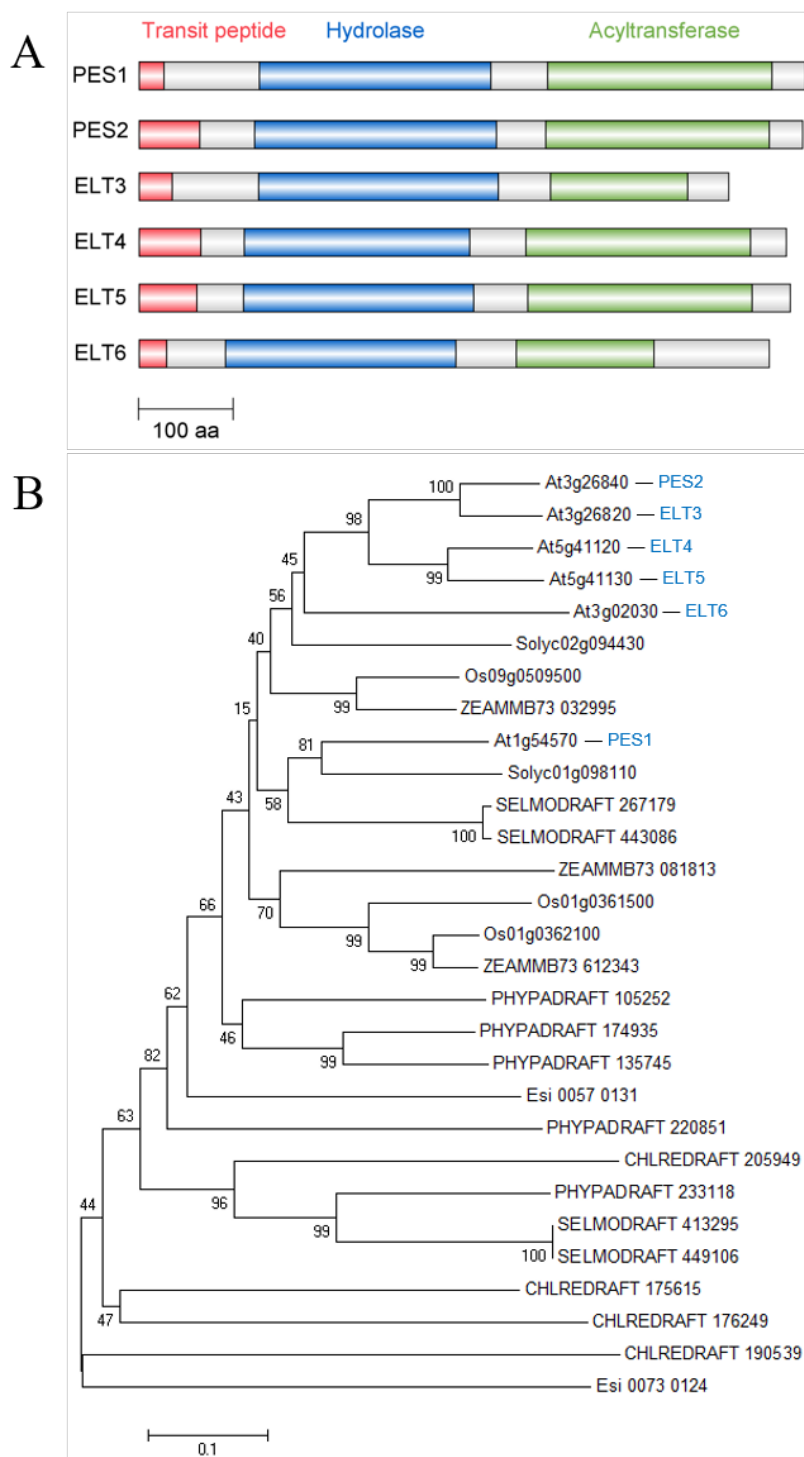 A
Transit peptide Hydrolase Acyltransferase
PES1
PES2
ELT3
ELT4
ELT5
ELT6
100 aa
B
100 At3g26840 — PES2
98 At3g26820 — ELT3
45 At5g41120 — ELT4
99 At5g41130 — ELT5
56 At3g02030 — ELT6
40 Solyc02g094430
Os09g0509500
99 ZEAMMB73 032995
15 81 At1g54570 — PES1
58 Solyc01g098110
43 SELMODRAFT 267179
100 SELMODRAFT 443086
ZEAMMB73 081813
66 70 Os01g0361500
99 Os01g0362100
99 ZEAMMB73 612343
62 PHYPADRAFT 105252
46 PHYPADRAFT 174935
82 99 PHYPADRAFT 135745
Esi 0057 0131
63 PHYPADRAFT 220851
CHLREDRAFT 205949
44 96 PHYPADRAFT 233118
99 SELMODRAFT 413295
100 SELMODRAFT 449106
CHLREDRAFT 175615
47 CHLREDRAFT 176249
CHLREDRAFT 190539
Esi 0073 0124
0.1